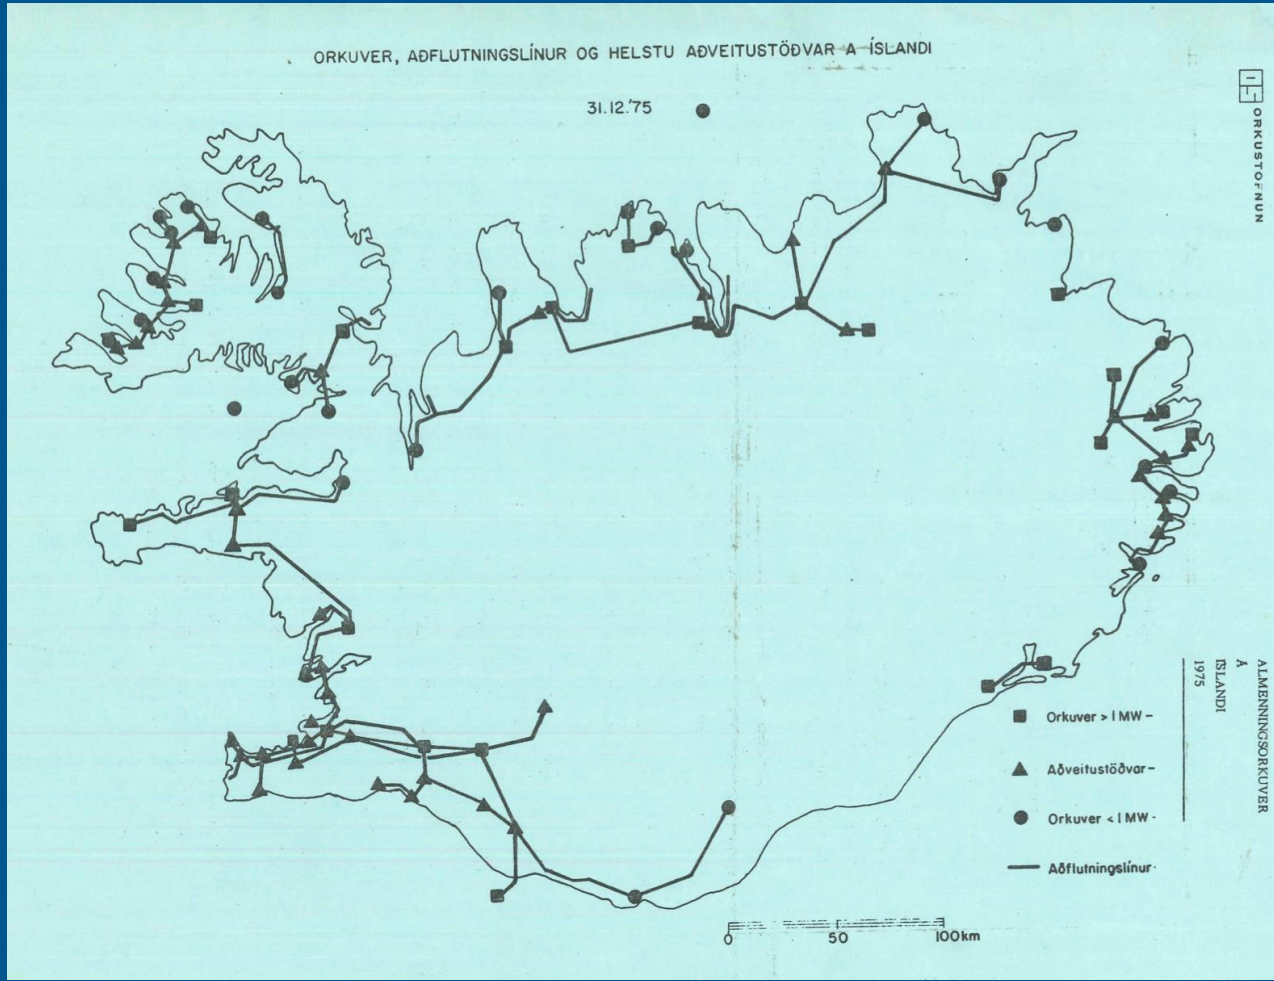 ORKUVER, AÐFLUTNINGSLÍNUR OG HELSTU AÐVEITUSTÖÐVAR A ÍSLANDI
31.12.'75
ORKUSTOFNUN
ALMENNINGSORKUVER
Á
ÍSLANDI
1975
Orkuver > 1 MW -
Aðveitustöðvar -
Orkuver < 1 MW -
Aðflutningslínur -
0 50 100km